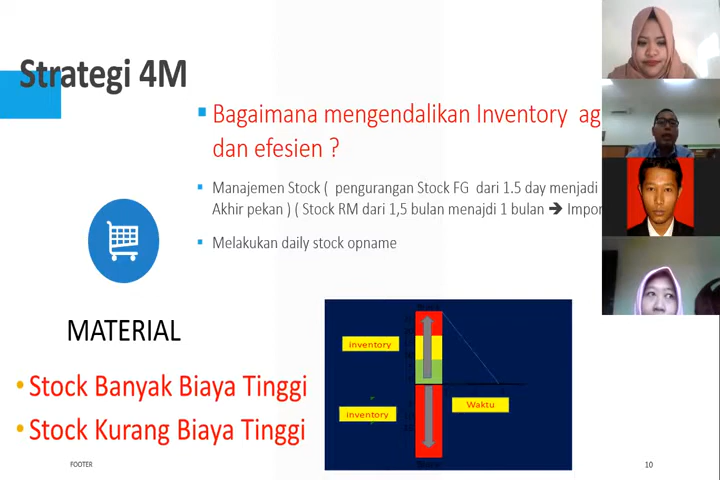 Strategi 4M
Bagaimana mengendalikan Inventory ag
dan efesien ?
Manajemen Stock ( pengurangan Stock FG dari 1.5 day menjadi
Akhir pekan ) ( Stock RM dari 1,5 bulan menajdi 1 bulan ➔ Impor
Melakukan daily stock opname
MATERIAL
Stock Banyak Biaya Tinggi
Stock Kurang Biaya Tinggi
inventory
inventory
Waktu
FOOTER
10